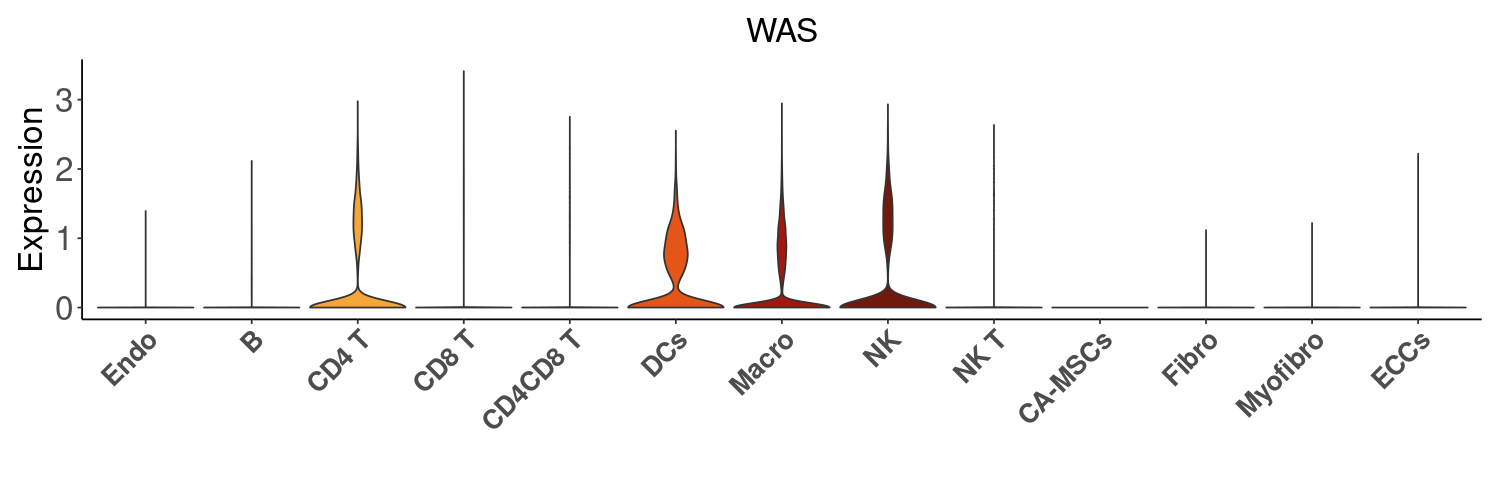 WAS
Expression
3
2
1
0
Endo
B
CD4 T
CD8 T
CD4CD8 T
DCs
Macro
NK
NK T
CA-MSCs
Fibro
Myofibro
ECCs